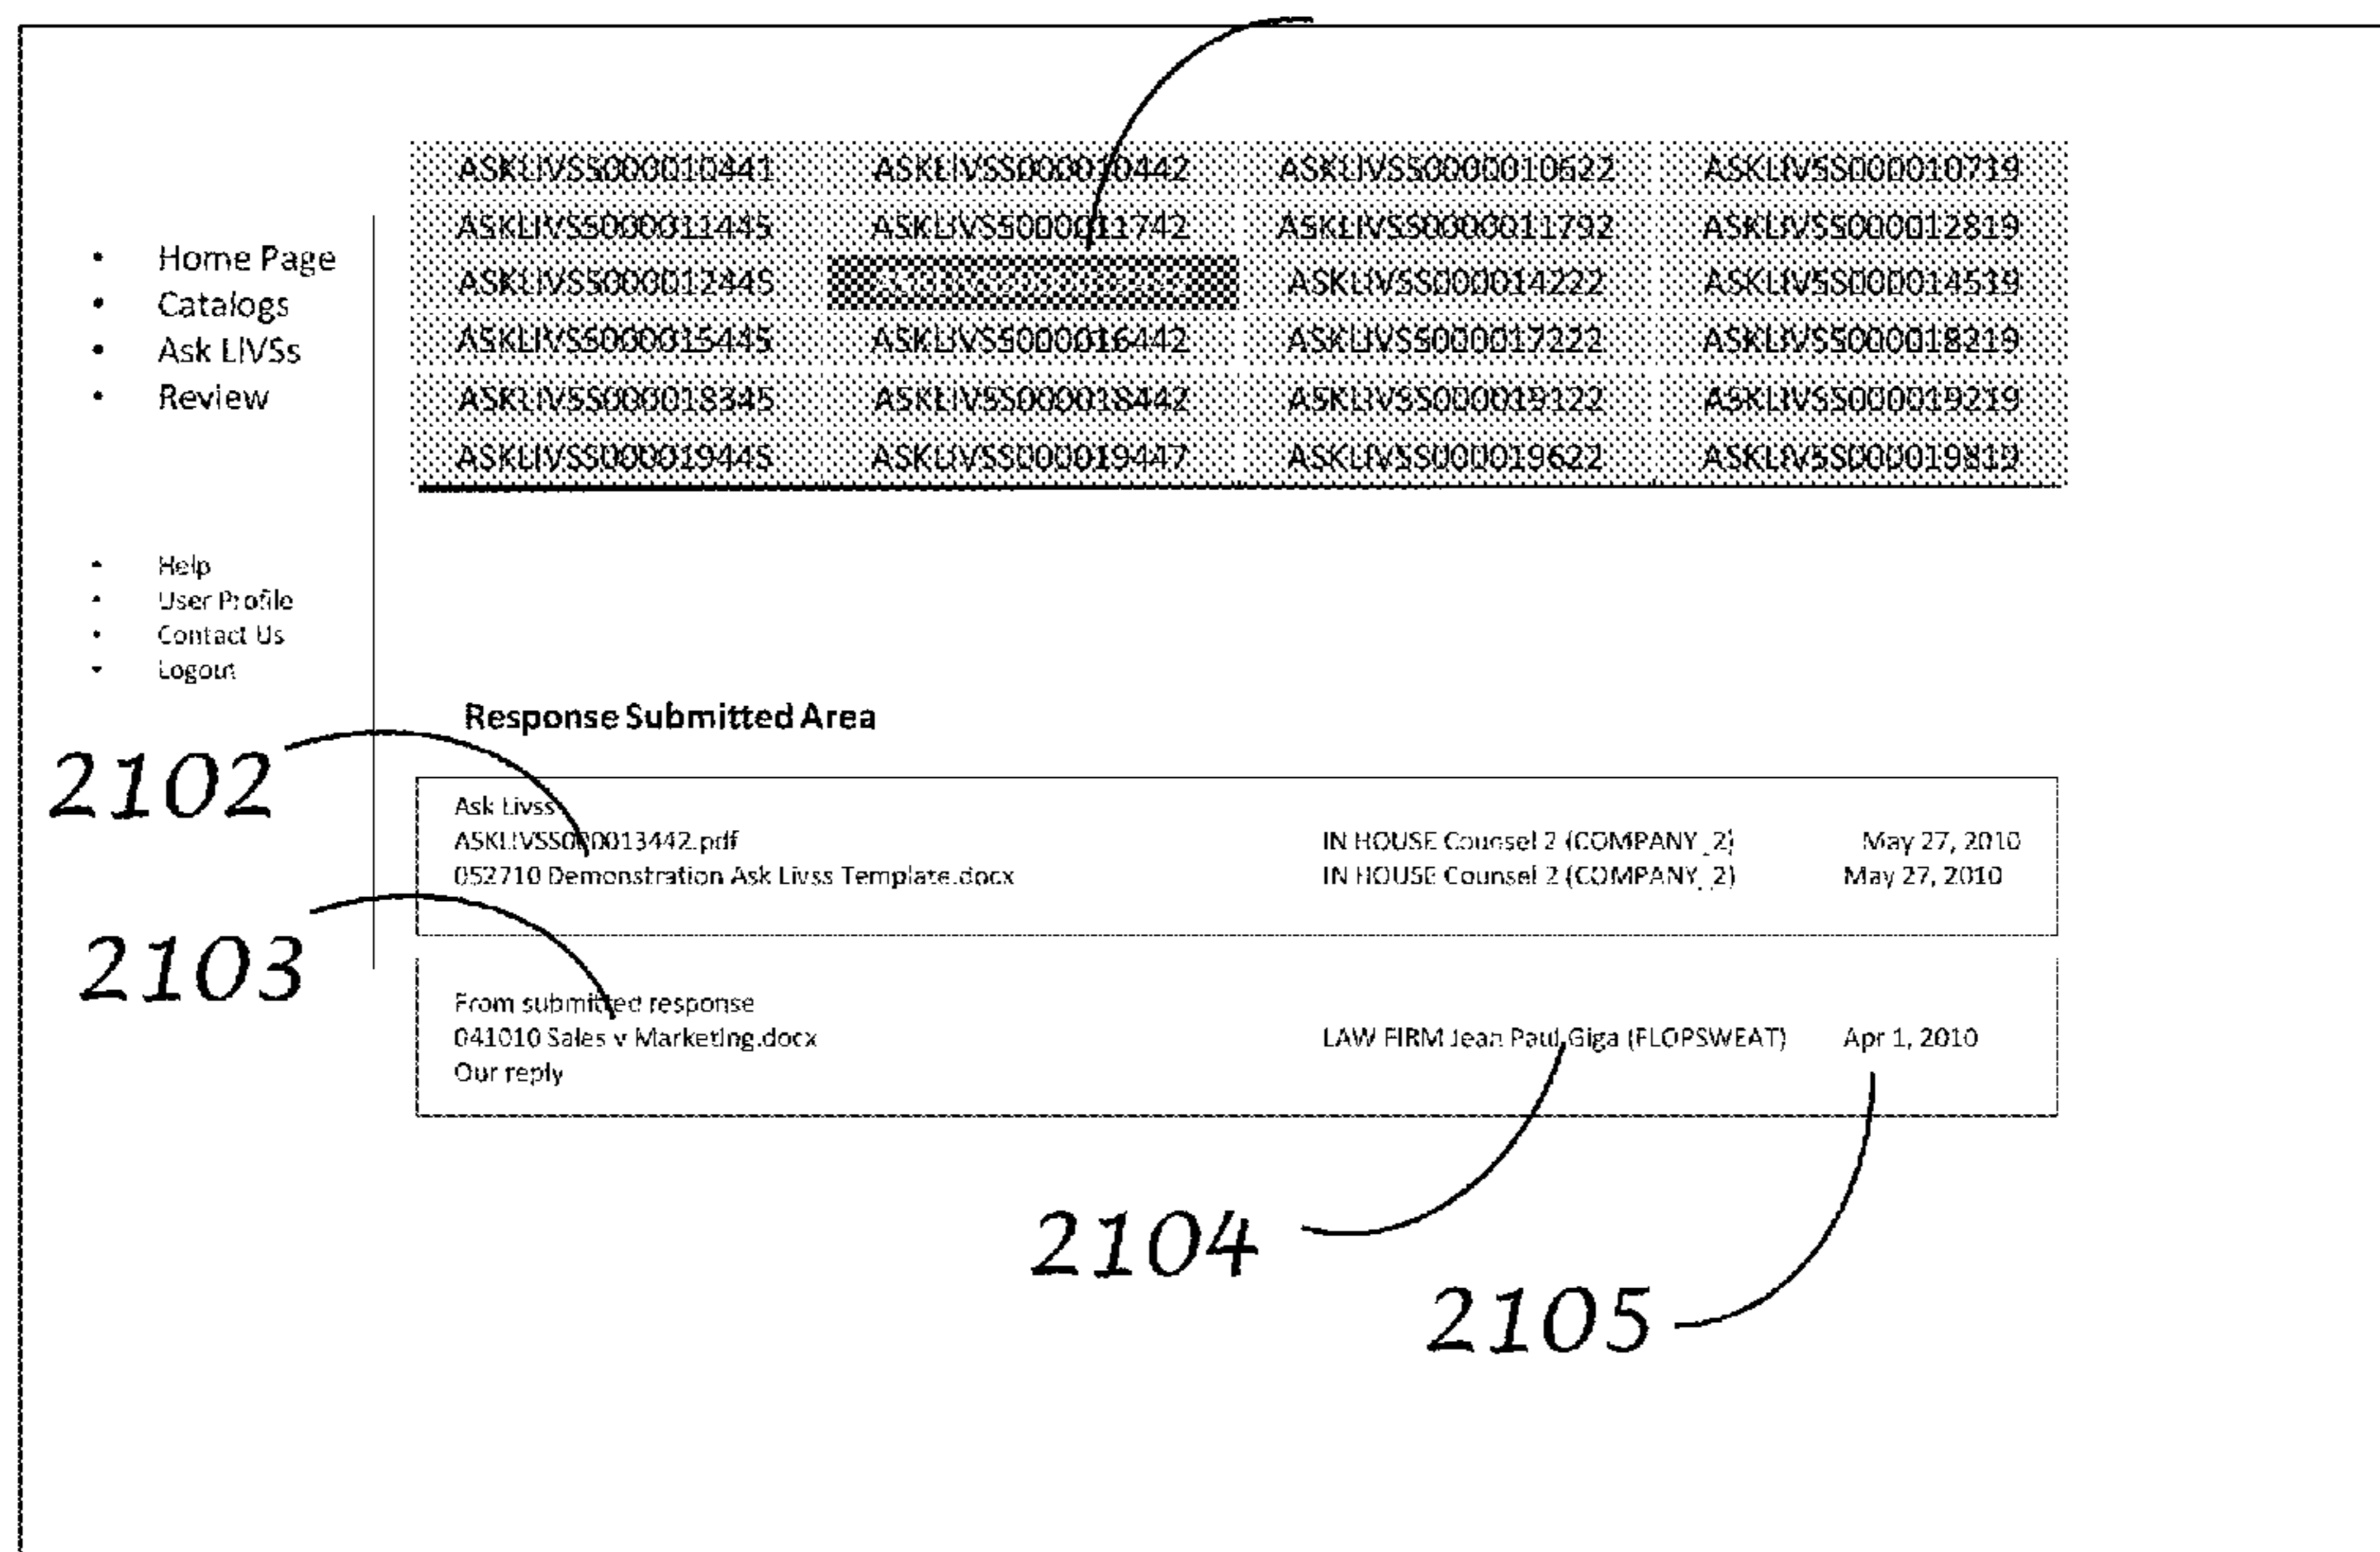 ASKLIVSS000010441 ASKLIVSS000010442 ASKLIVSS0000010622 ASKLIVSS000010719
ASKLIVSS000011445 ASKLIVSS000011742 ASKLIVSS0000011792 ASKLIVSS000012819
ASKLIVSS000012445 ASKLIVSS000014222 ASKLIVSS000014519
ASKLIVSS000015445 ASKLIVSS000016442 ASKLIVSS000017222 ASKLIVSS000018219
ASKLIVSS000018345 ASKLIVSS000018442 ASKLIVSS000019122 ASKLIVSS000019219
ASKLIVSS000019445 ASKLIVSS000019447 ASKLIVSS000019622 ASKLIVSS000019819
• Home Page
• Catalogs
• Ask LIVSs
• Review
• Help
• User Profile
• Contact Us
• Logout
Response Submitted Area
2102
Ask Livss
ASKLIVSS000013442.pdf IN HOUSE Counsel 2 (COMPANY_2) May 27, 2010
052710 Demonstration Ask Livss Template.docx IN HOUSE Counsel 2 (COMPANY_2) May 27, 2010
2103
From submitted response
041010 Sales v Marketing.docx LAW FIRM Jean Paul Giga (FLOPSWEAT) Apr 1, 2010
Our reply
2104
2105